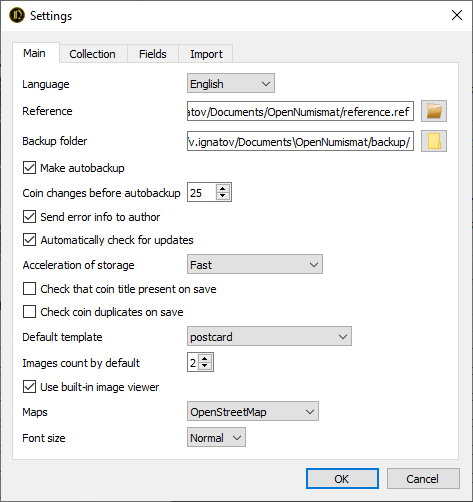 Settings
Main Collection Fields Import
Language English
Reference atov/Documents/OpenNumismat/reference.ref
Backup folder /v.ignatov/Documents\OpenNumismat/backup/
Make autobackup
Coin changes before autobackup 25
Send error info to author
Automatically check for updates
Acceleration of storage Fast
Check that coin title present on save
Check coin duplicates on save
Default template postcard
Images count by default 2
Use built-in image viewer
Maps OpenStreetMap
Font size Normal
OK Cancel